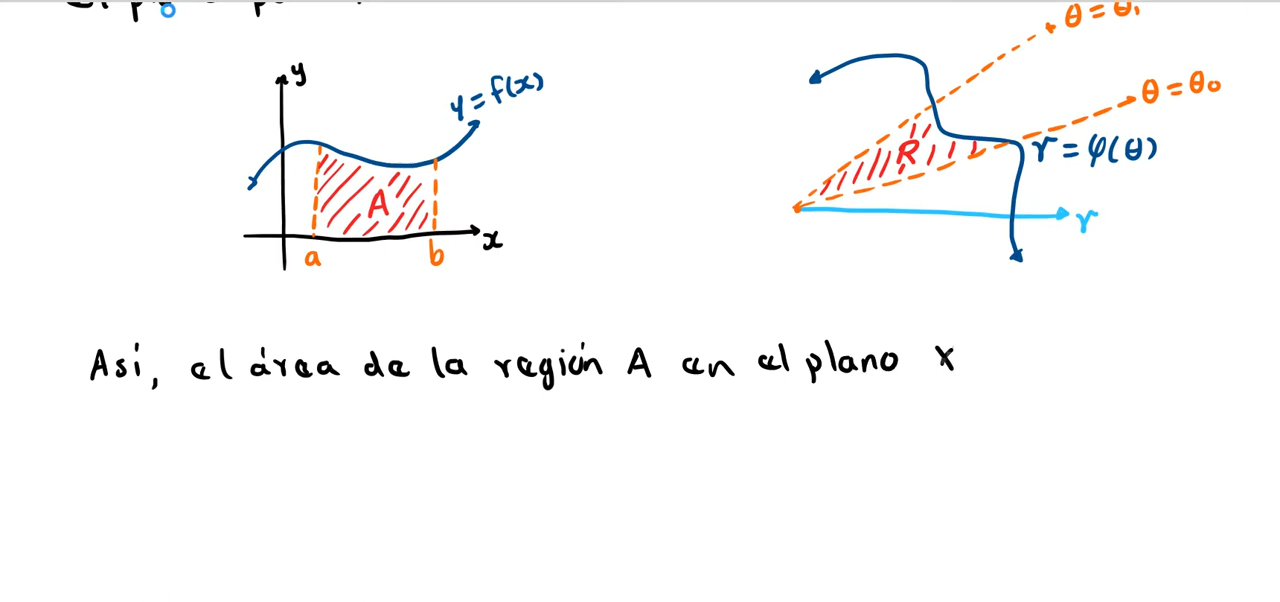 y
y = f(x)
A
a
b
x
θ = θ₁
θ = θ₀
R
r = φ(θ)
r
Así, el área de la región A en el plano x